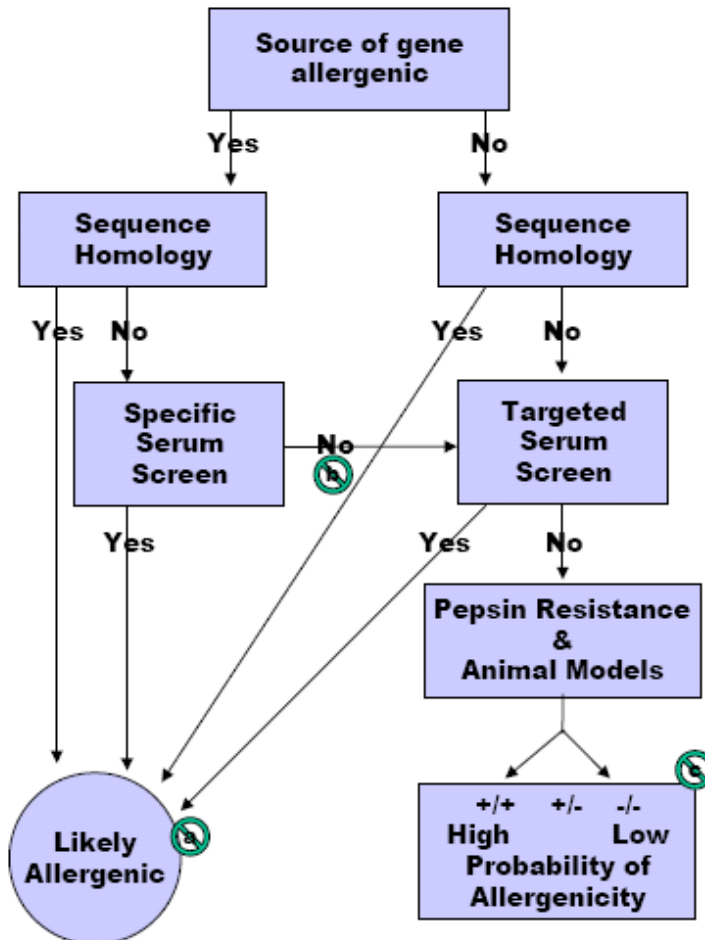 Source of gene
allergenic
Yes
No
Sequence
Homology
Sequence
Homology
Yes
No
Yes
No
Specific
Serum
Screen
No
b
Targeted
Serum
Screen
Yes
Yes
No
Pepsin Resistance
&
Animal Models
c
Likely
Allergenic
a
+/+ +/- -/-
High Low
Probability of
Allergenicity